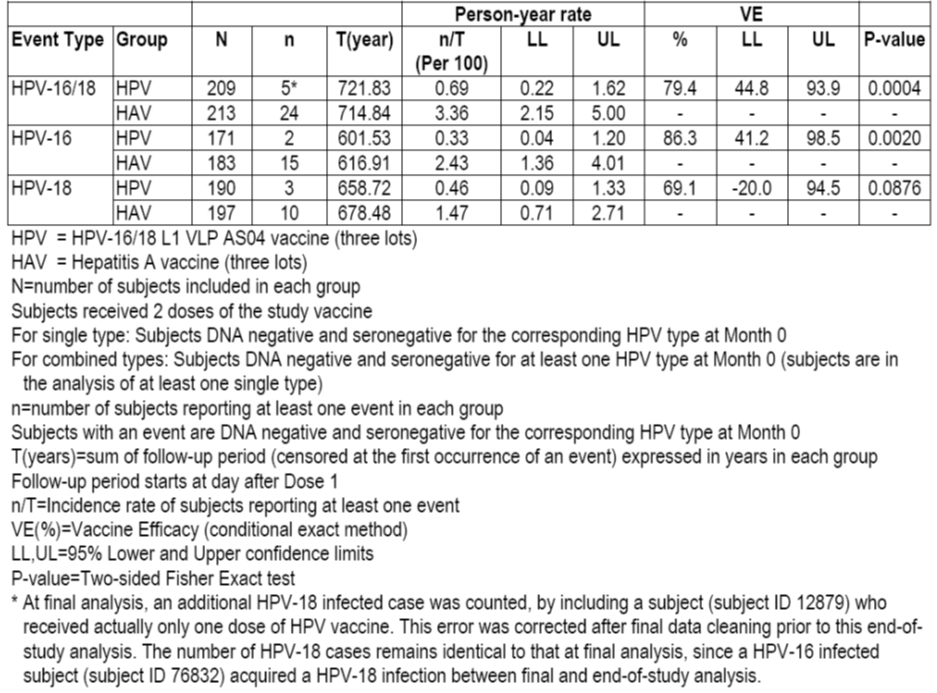 Person-year rate VE
Event Type Group N n T(year) n/T LL UL % LL UL P-value
(Per 100)
HPV-16/18 HPV 209 5* 721.83 0.69 0.22 1.62 79.4 44.8 93.9 0.0004
HAV 213 24 714.84 3.36 2.15 5.00 - - - -
HPV-16 HPV 171 2 601.53 0.33 0.04 1.20 86.3 41.2 98.5 0.0020
HAV 183 15 616.91 2.43 1.36 4.01 - - - -
HPV-18 HPV 190 3 658.72 0.46 0.09 1.33 69.1 -20.0 94.5 0.0876
HAV 197 10 678.48 1.47 0.71 2.71 - - - -
HPV = HPV-16/18 L1 VLP AS04 vaccine (three lots)
HAV = Hepatitis A vaccine (three lots)
N=number of subjects included in each group
Subjects received 2 doses of the study vaccine
For single type: Subjects DNA negative and seronegative for the corresponding HPV type at Month 0
For combined types: Subjects DNA negative and seronegative for at least one HPV type at Month 0 (subjects are in
the analysis of at least one single type)
n=number of subjects reporting at least one event in each group
Subjects with an event are DNA negative and seronegative for the corresponding HPV type at Month 0
T(years)=sum of follow-up period (censored at the first occurrence of an event) expressed in years in each group
Follow-up period starts at day after Dose 1
n/T=Incidence rate of subjects reporting at least one event
VE(%)=Vaccine Efficacy (conditional exact method)
LL,UL=95% Lower and Upper confidence limits
P-value=Two-sided Fisher Exact test
* At final analysis, an additional HPV-18 infected case was counted, by including a subject (subject ID 12879) who
received actually only one dose of HPV vaccine. This error was corrected after final data cleaning prior to this end-of-
study analysis. The number of HPV-18 cases remains identical to that at final analysis, since a HPV-16 infected
subject (subject ID 76832) acquired a HPV-18 infection between final and end-of-study analysis.